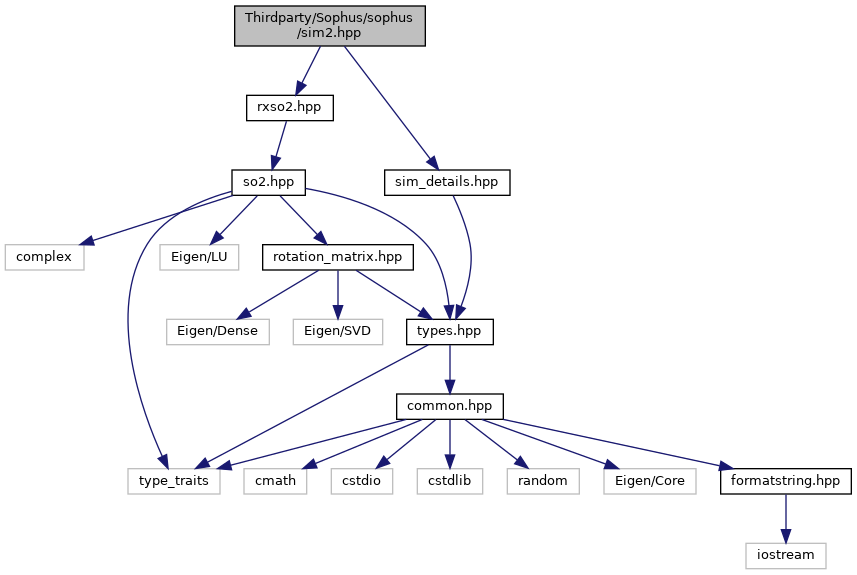 Thirdparty/Sophus/sophus
/sim2.hpp
rxso2.hpp
so2.hpp
sim_details.hpp
complex
Eigen/LU
rotation_matrix.hpp
Eigen/Dense
Eigen/SVD
types.hpp
common.hpp
type_traits
cmath
cstdio
cstdlib
random
Eigen/Core
formatstring.hpp
iostream